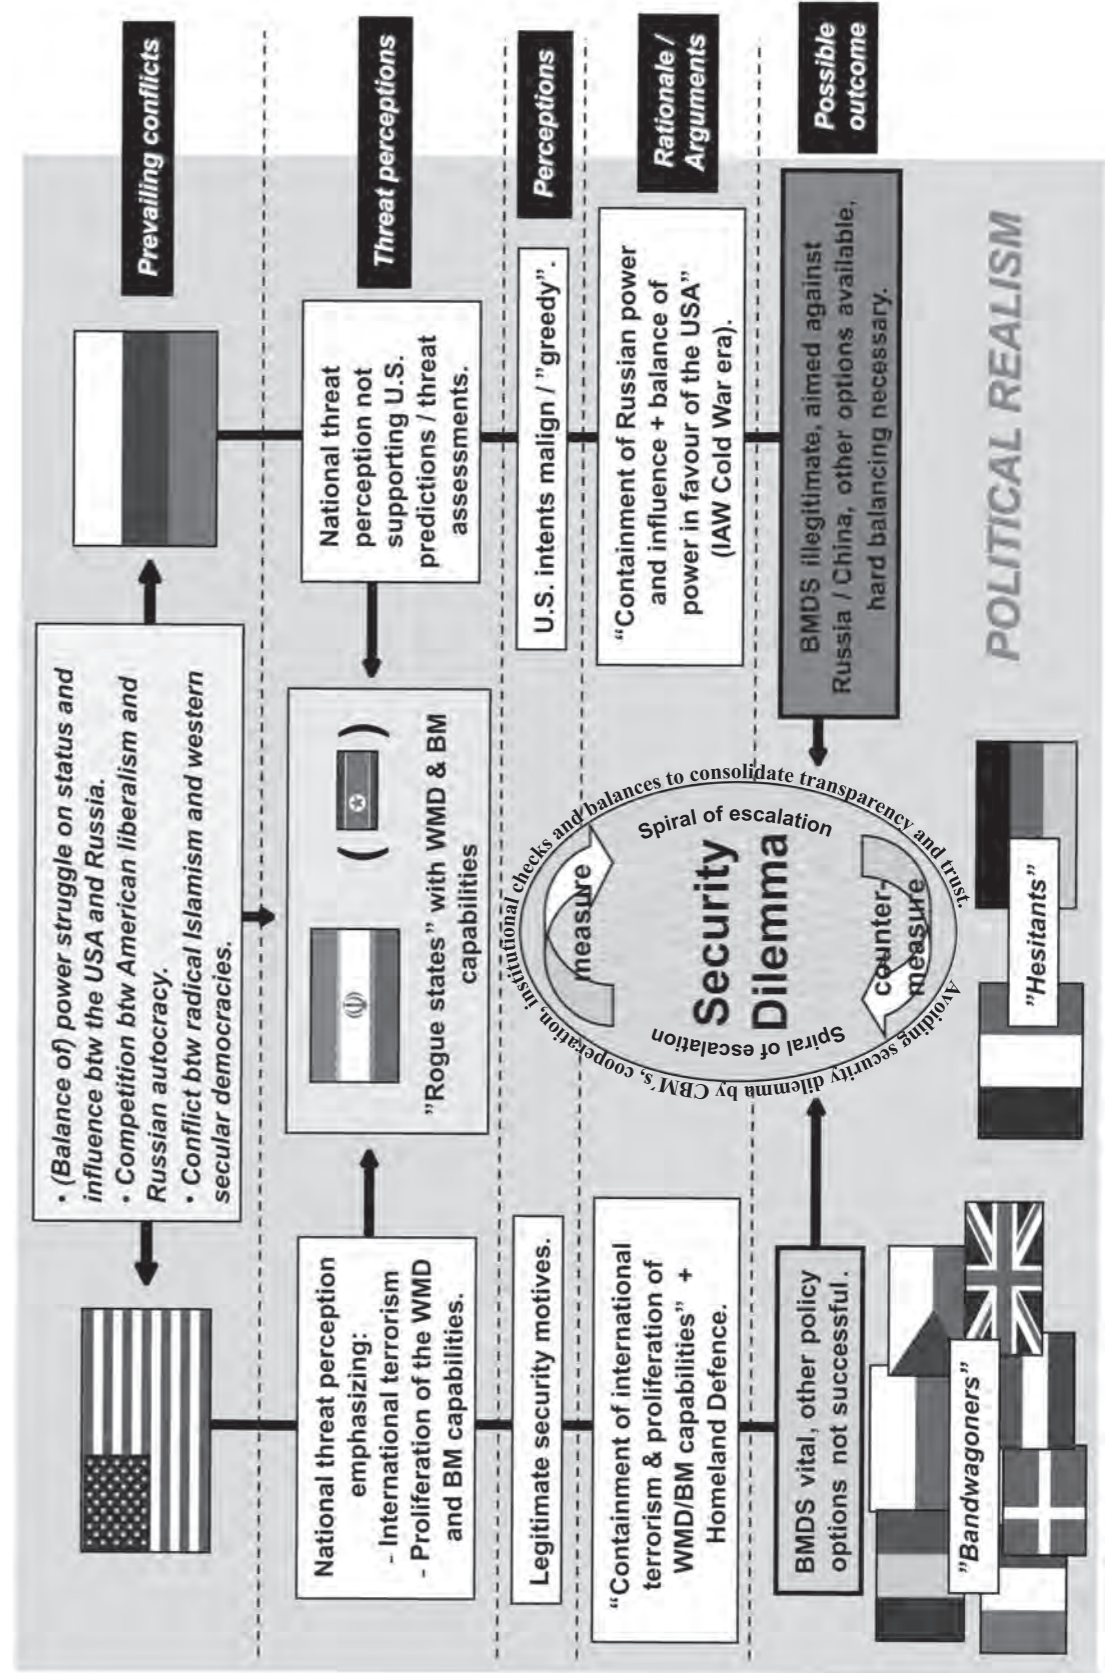 • (Balance of) power struggle on status and
influence btw the USA and Russia.
• Competition btw American liberalism and
Russian autocracy.
• Conflict btw radical Islamism and western
secular democracies.
Prevailing conflicts
National threat perception
emphasizing:
- International terrorism
- Proliferation of the WMD
and BM capabilities.
"Rogue states" with WMD & BM
capabilities
( )
National threat
perception not
supporting U.S.
predictions / threat
assessments.
Threat perceptions
Legitimate security motives.
U.S. intents malign / "greedy".
Perceptions
"Containment of international
terrorism & proliferation of
WMD/BM capabilities" +
Homeland Defence.
"Containment of Russian power
and influence + balance of
power in favour of the USA"
(IAW Cold War era).
Rationale /
Arguments
BMDS vital, other policy
options not successful.
Avoiding security dilemma by CBM´s, cooperation, institutional checks and balances to consolidate transparency and trust.
Spiral of escalation
measure
Security
Dilemma
counter-
measure
Spiral of escalation
BMDS illegitimate, aimed against
Russia / China, other options available,
hard balancing necessary.
Possible
outcome
"Bandwagoners"
"Hesitants"
POLITICAL REALISM